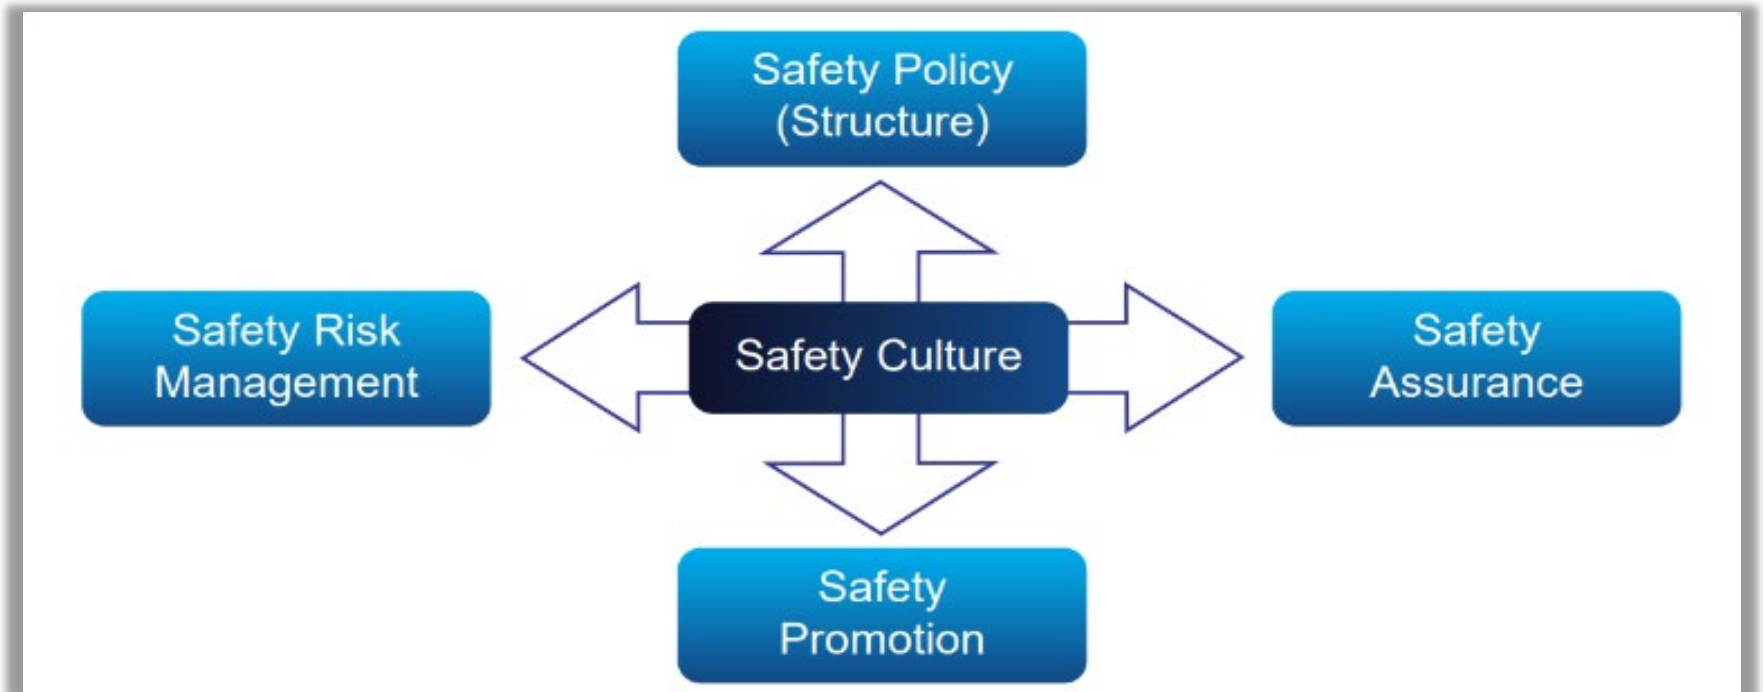 Safety Policy
(Structure)
Safety Risk
Management
Safety Culture
Safety
Assurance
Safety
Promotion